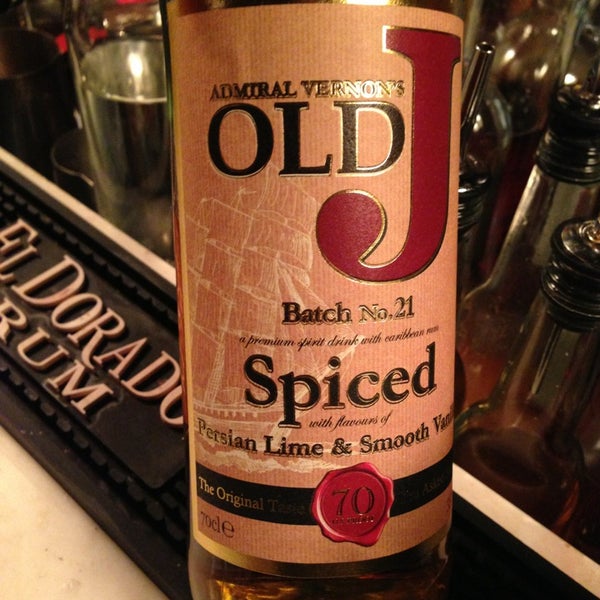 ADMIRAL VERNON'S
OLD J
Batch No.21
a premium spirit drink with caribbean rum
Spiced
with flavours of
Persian Lime & Smooth
The Original Taste
70
70cl e
EL DORADO
RUM